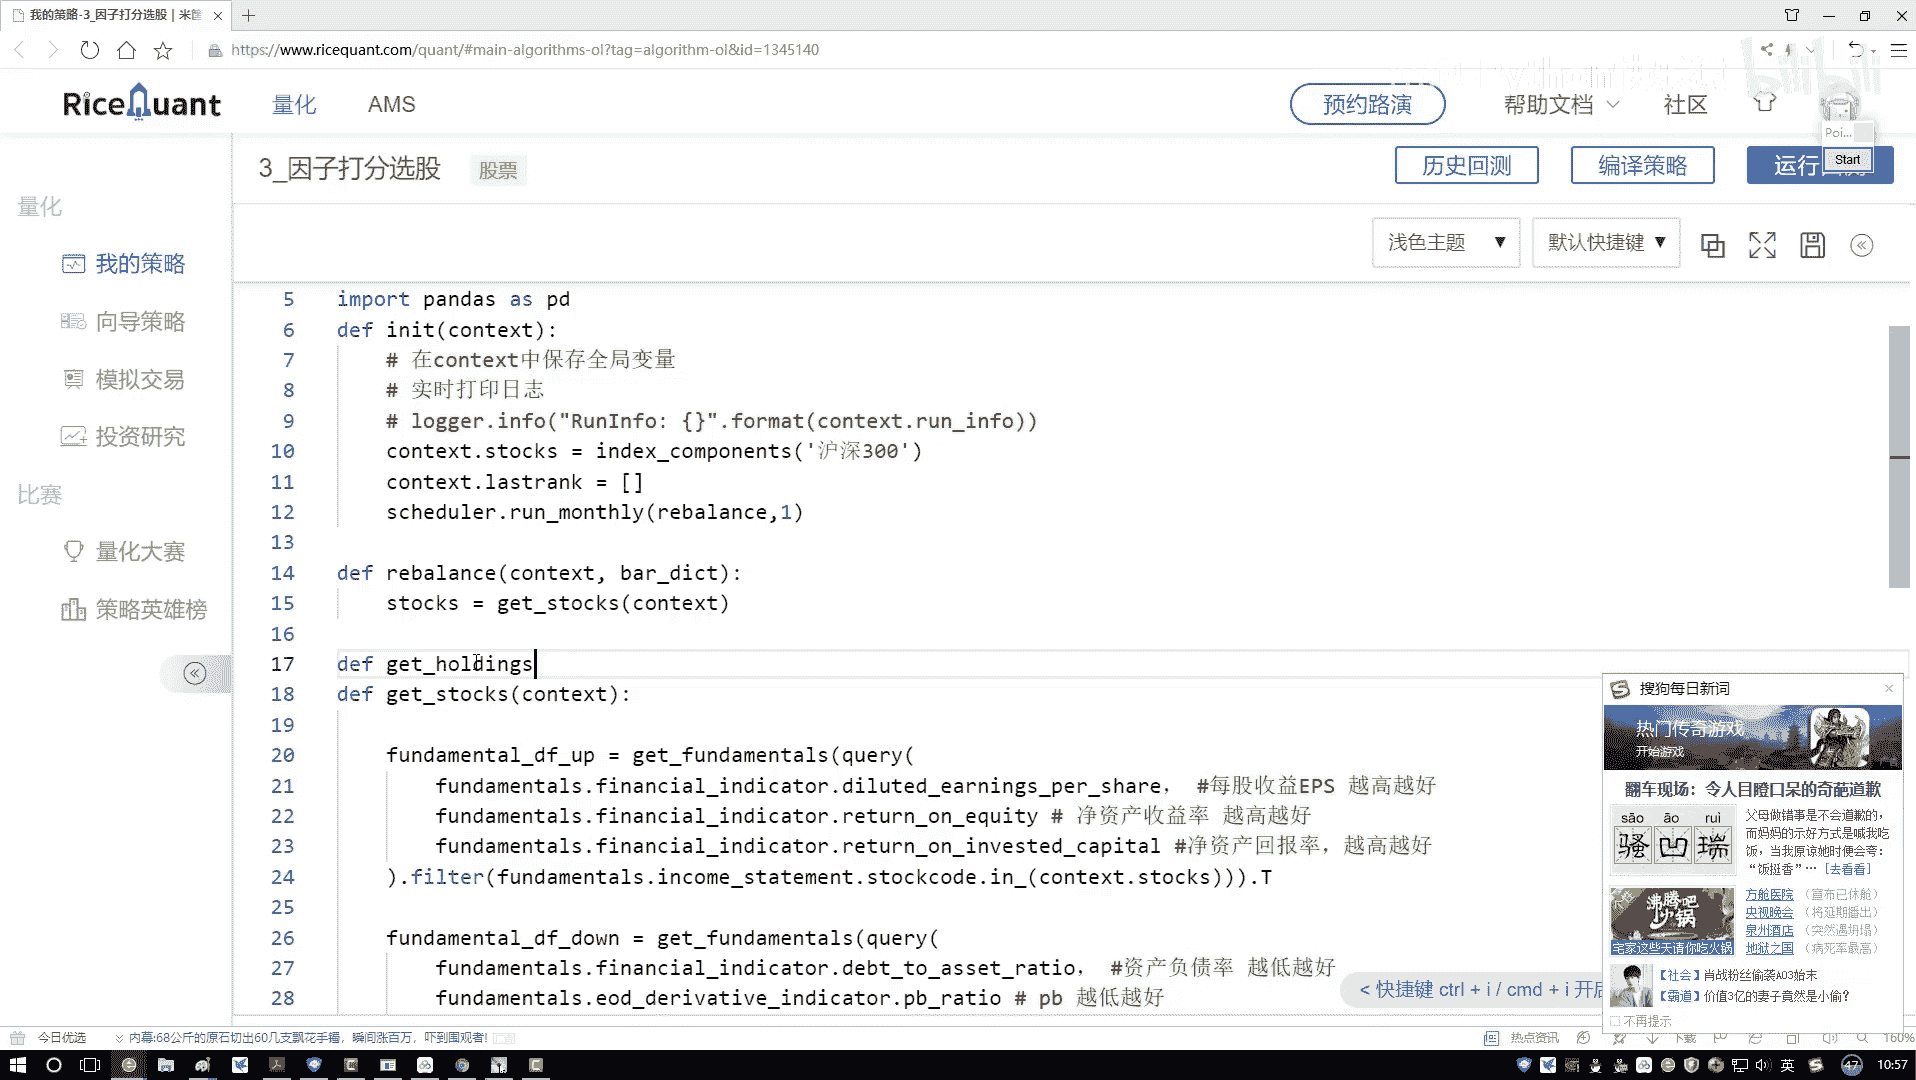 我的策略-3_因子打分选股 | 米筐
https://www.ricequant.com/quant/#main-algorithms-ol?tag=algorithm-ol&id=1345140
RiceQuant
量化
AMS
预约路演
帮助文档
社区
bilibili
Poi...
Start
3_因子打分选股
股票
历史回测
编译策略
运行
量化
我的策略
向导策略
模拟交易
投资研究
比赛
量化大赛
策略英雄榜
浅色主题 ▼
默认快捷键 ▼
5 import pandas as pd
6 def init(context):
7 # 在context中保存全局变量
8 # 实时打印日志
9 # logger.info("RunInfo: {}".format(context.run_info))
10 context.stocks = index_components('沪深300')
11 context.lastrank = []
12 scheduler.run_monthly(rebalance,1)
13
14 def rebalance(context, bar_dict):
15 stocks = get_stocks(context)
16
17 def get_holdings
18 def get_stocks(context):
19
20 fundamental_df_up = get_fundamentals(query(
21 fundamentals.financial_indicator.diluted_earnings_per_share， #每股收益EPS 越高越好
22 fundamentals.financial_indicator.return_on_equity # 净资产收益率 越高越好
23 fundamentals.financial_indicator.return_on_invested_capital #净资产回报率，越高越好
24 ).filter(fundamentals.income_statement.stockcode.in_(context.stocks))).T
25
26 fundamental_df_down = get_fundamentals(query(
27 fundamentals.financial_indicator.debt_to_asset_ratio， #资产负债率 越低越好
28 fundamentals.eod_derivative_indicator.pb_ratio # pb 越低越好
< 快捷键 ctrl + i / cmd + i 开启
搜狗每日新词
热门传奇游戏
开始游戏
翻车现场：令人目瞪口呆的奇葩道歉
sāo āo ruì
骚 凹 瑞
父母做错事是不会道歉的，
而妈妈的示好方式是喊我吃
饭，当我原谅她时便会夸：
“饭挺香”… [去看看]
沸腾吧
火锅
宅家这些天请你吃火锅
方舱医院 （宣布已休舱）
央视晚会 （将延期播出）
泉州酒店 （突然遇坍塌）
地狱之国 （病死率最高）
【社会】肖战粉丝偷袭AO3始末
【霸道】价值3亿的妻子竟然是小偷?
不再提示
今日优选
内幕:68公斤的原石切出60几支飘花手镯，瞬间涨百万，吓到围观者!
热点资讯
下载
160%
英
47
10:57